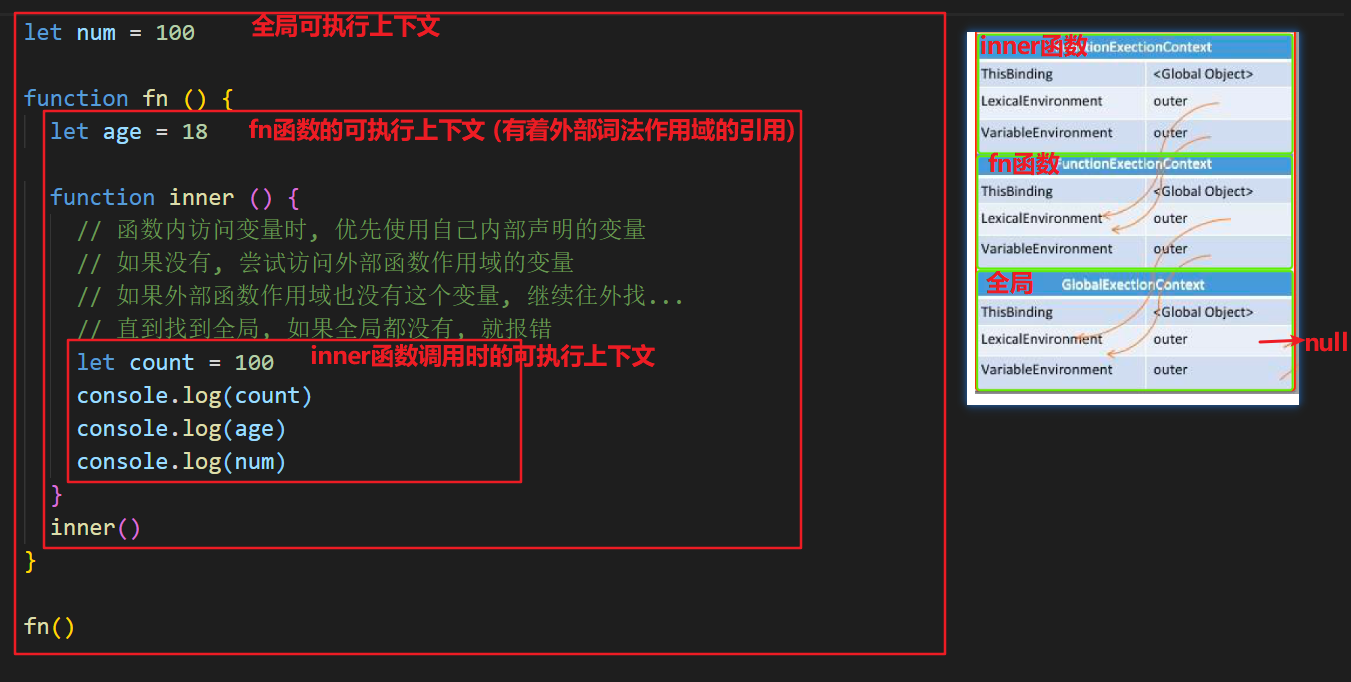 let num = 100
全局可执行上下文
function fn () {
let age = 18
fn函数的可执行上下文 (有着外部词法作用域的引用)
function inner () {
// 函数内访问变量时, 优先使用自己内部声明的变量
// 如果没有, 尝试访问外部函数作用域的变量
// 如果外部函数作用域也没有这个变量, 继续往外找...
// 直到找到全局, 如果全局都没有, 就报错
let count = 100
inner函数调用时的可执行上下文
console.log(count)
console.log(age)
console.log(num)
}
inner()
}
fn()
inner函数
ionExectionContext
ThisBinding <Global Object>
LexicalEnvironment outer
VariableEnvironment outer
fn函数
FunctionExectionContext
ThisBinding <Global Object>
LexicalEnvironment outer
VariableEnvironment outer
全局
GlobalExectionContext
ThisBinding <Global Object>
LexicalEnvironment outer
null
VariableEnvironment outer